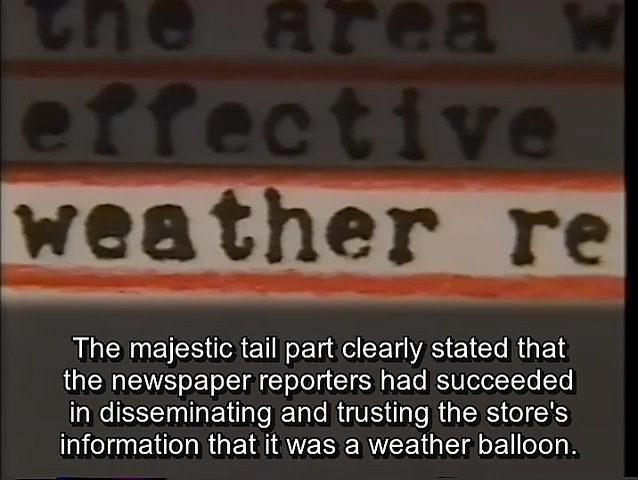 the area w
effective
weather re
The majestic tail part clearly stated that
the newspaper reporters had succeeded
in disseminating and trusting the store's
information that it was a weather balloon.